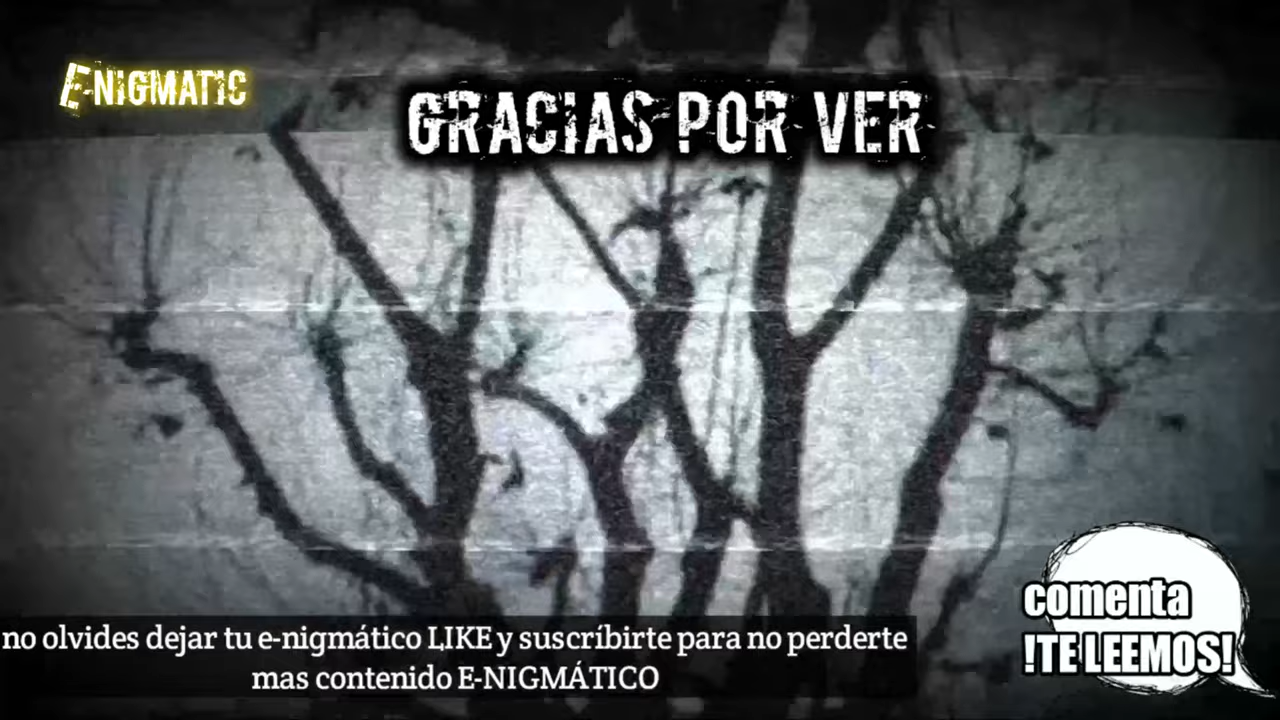 E-NIGMATIC
GRACIAS POR VER
no olvides dejar tu e-nigmático LIKE y suscríbirte para no perderte
mas contenido E-NIGMÁTICO
comenta
!TE LEEMOS!